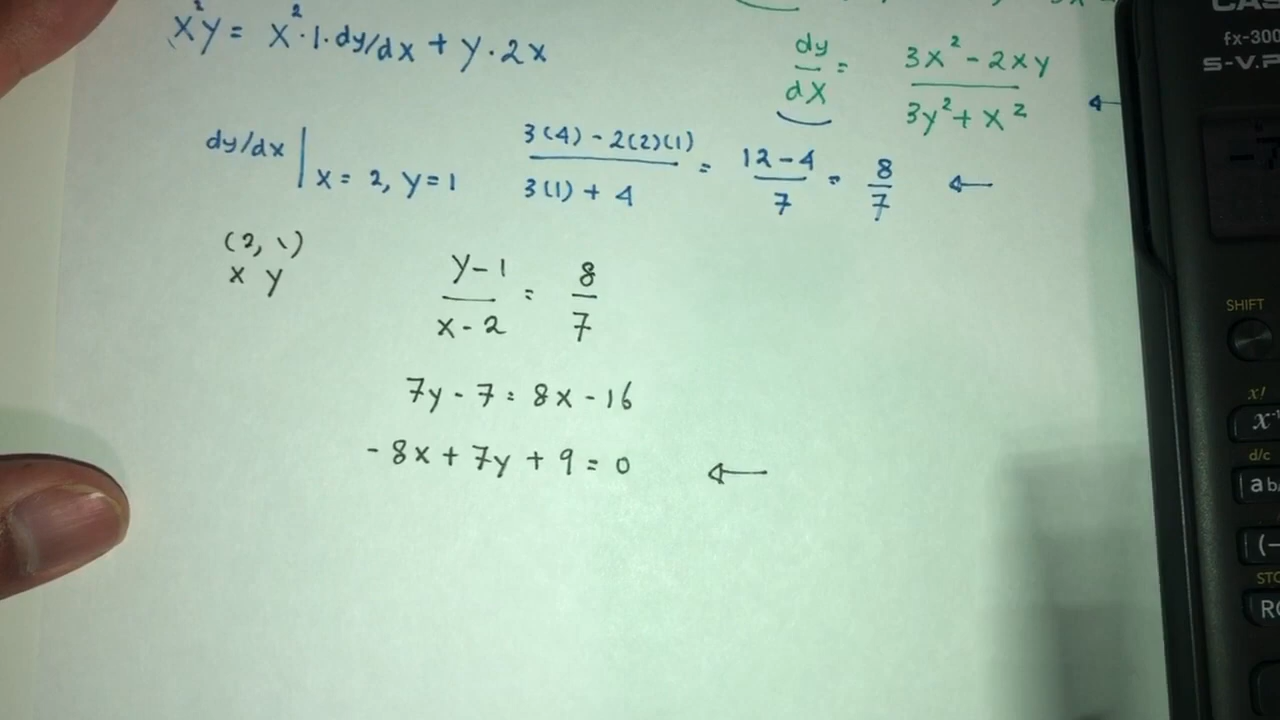 x²y = x²·1·dy/dx + y·2x
dy/dx = (3x² - 2xy)/(3y² + x²) ←
dy/dx | x = 2, y = 1   (3(4) - 2(2)(1))/(3(1) + 4) = (12 - 4)/7 = 8/7 ←
(2, 1)
x y
(y - 1)/(x - 2) = 8/7
7y - 7 = 8x - 16
- 8x + 7y + 9 = 0 ←
fx-300
S-V.P
SHIFT
x!
d/c